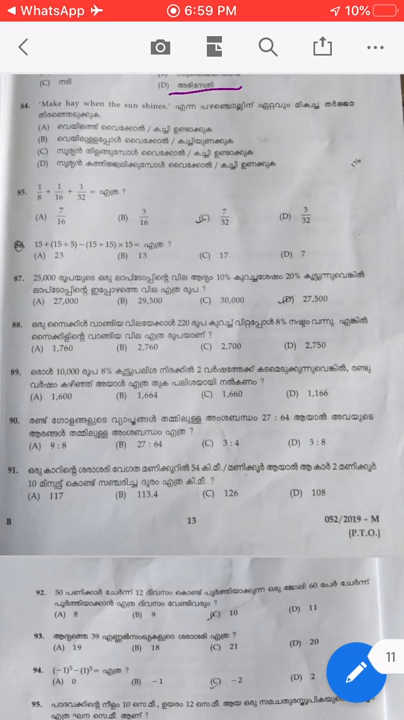 WhatsApp 6:59 PM 10%
(C) നദി (D) അഭിനേത്രി
84. 'Make hay when the sun shines.' എന്ന പഴഞ്ചൊല്ലിന് ഏറ്റവും മികച്ച തർജ്ജമ
തിരഞ്ഞെടുക്കുക.
(A) വെയിലത്ത് വൈക്കോൽ / കച്ചി ഉണ്ടാക്കുക
(B) വെയിലുള്ളപ്പോൾ വൈക്കോൽ / കച്ചിയുണക്കുക
(C) സൂര്യൻ തിളങ്ങുമ്പോൾ വൈക്കോൽ / കച്ചി ഉണ്ടാക്കുക
(D) സൂര്യൻ കത്തിജ്ജ്വലിക്കുമ്പോൾ വൈക്കോൽ / കച്ചി ഉണക്കുക
85. 1/8 + 1/16 + 1/32 = എത്ര ?
(A) 7/16 (B) 3/16 (C) 7/32 (D) 3/32
86. 15+(15÷5)−(15÷15)×15= എത്ര ?
(A) 23 (B) 13 (C) 17 (D) 7
87. 25,000 രൂപയുടെ ഒരു ലാപ്ടോപ്പിന്റെ വില ആദ്യം 10% കുറച്ചശേഷം 20% കൂട്ടുന്നുവെങ്കിൽ
ലാപ്ടോപ്പിന്റെ ഇപ്പോഴത്തെ വില എത്ര രൂപ ?
(A) 27,000 (B) 29,500 (C) 30,000 (D) 27,500
88. ഒരു സൈക്കിൾ വാങ്ങിയ വിലയേക്കാൾ 220 രൂപ കുറച്ച് വിറ്റപ്പോൾ 8% നഷ്ടം വന്നു. എങ്കിൽ
സൈക്കിളിന്റെ വാങ്ങിയ വില എത്ര രൂപയാണ് ?
(A) 1,760 (B) 2,760 (C) 2,700 (D) 2,750
89. ഒരാൾ 10,000 രൂപ 8% കൂട്ടുപലിശ നിരക്കിൽ 2 വർഷത്തേക്ക് കടമെടുക്കുന്നുവെങ്കിൽ, രണ്ടു
വർഷം കഴിഞ്ഞ് അയാൾ എത്ര തുക പലിശയായി നൽകണം ?
(A) 1,600 (B) 1,664 (C) 1,660 (D) 1,166
90. രണ്ട് ഗോളങ്ങളുടെ വ്യാപ്തങ്ങൾ തമ്മിലുള്ള അംശബന്ധം 27 : 64 ആയാൽ അവയുടെ
ആരങ്ങൾ തമ്മിലുള്ള അംശബന്ധം എത്ര ?
(A) 9 : 8 (B) 27 : 64 (C) 3 : 4 (D) 3 : 8
91. ഒരു കാറിന്റെ ശരാശരി വേഗത മണിക്കൂറിൽ 54 കി.മീ./മണിക്കൂർ ആയാൽ ആ കാർ 2 മണിക്കൂർ
10 മിനുട്ട് കൊണ്ട് സഞ്ചരിച്ച ദൂരം എത്ര കി.മീ. ?
(A) 117 (B) 113.4 (C) 126 (D) 108
B 13 052/2019 - M
[P.T.O.]
92. 50 പണിക്കാർ ചേർന്ന് 12 ദിവസം കൊണ്ട് പൂർത്തിയാക്കുന്ന ഒരു ജോലി 60 പേർ ചേർന്ന്
പൂർത്തിയാക്കാൻ എത്ര ദിവസം വേണ്ടിവരും ?
(A) 8 (B) 9 (C) 10 (D) 11
93. ആദ്യത്തെ 39 എണ്ണൽസംഖ്യകളുടെ ശരാശരി എത്ര ?
(A) 19 (B) 18 (C) 21 (D) 20
94. (−1)⁵ − (1)⁵ = എത്ര ?
(A) 0 (B) −1 (C) −2 (D) 2
11
95. പാദവക്കിന്റെ നീളം 10 സെ.മീ., ഉയരം 12 സെ.മീ. ആയ ഒരു സമചതുരസ്തൂപികയുടെ
എത്ര ഘന സെ.മീ. ആണ് ?